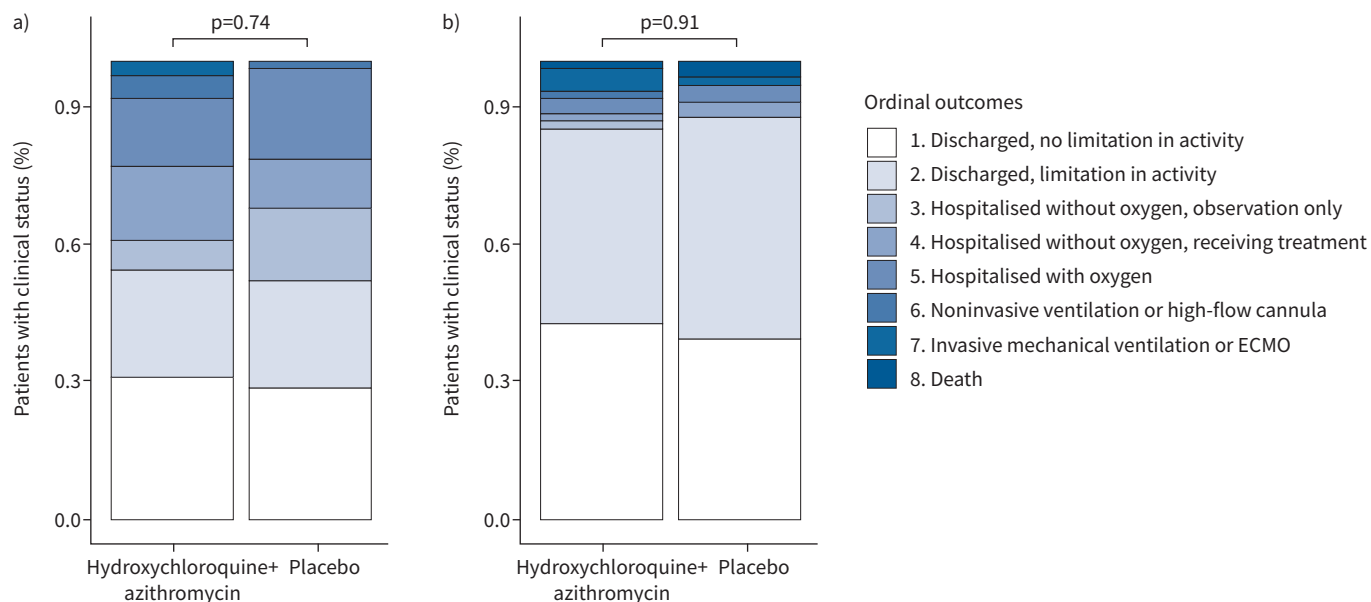 a)
p=0.74
Patients with clinical status (%)
0.9
0.6
0.3
0.0
Hydroxychloroquine+
azithromycin
Placebo
b)
p=0.91
Patients with clinical status (%)
0.9
0.6
0.3
0.0
Hydroxychloroquine+
azithromycin
Placebo
Ordinal outcomes
1. Discharged, no limitation in activity
2. Discharged, limitation in activity
3. Hospitalised without oxygen, observation only
4. Hospitalised without oxygen, receiving treatment
5. Hospitalised with oxygen
6. Noninvasive ventilation or high-flow cannula
7. Invasive mechanical ventilation or ECMO
8. Death